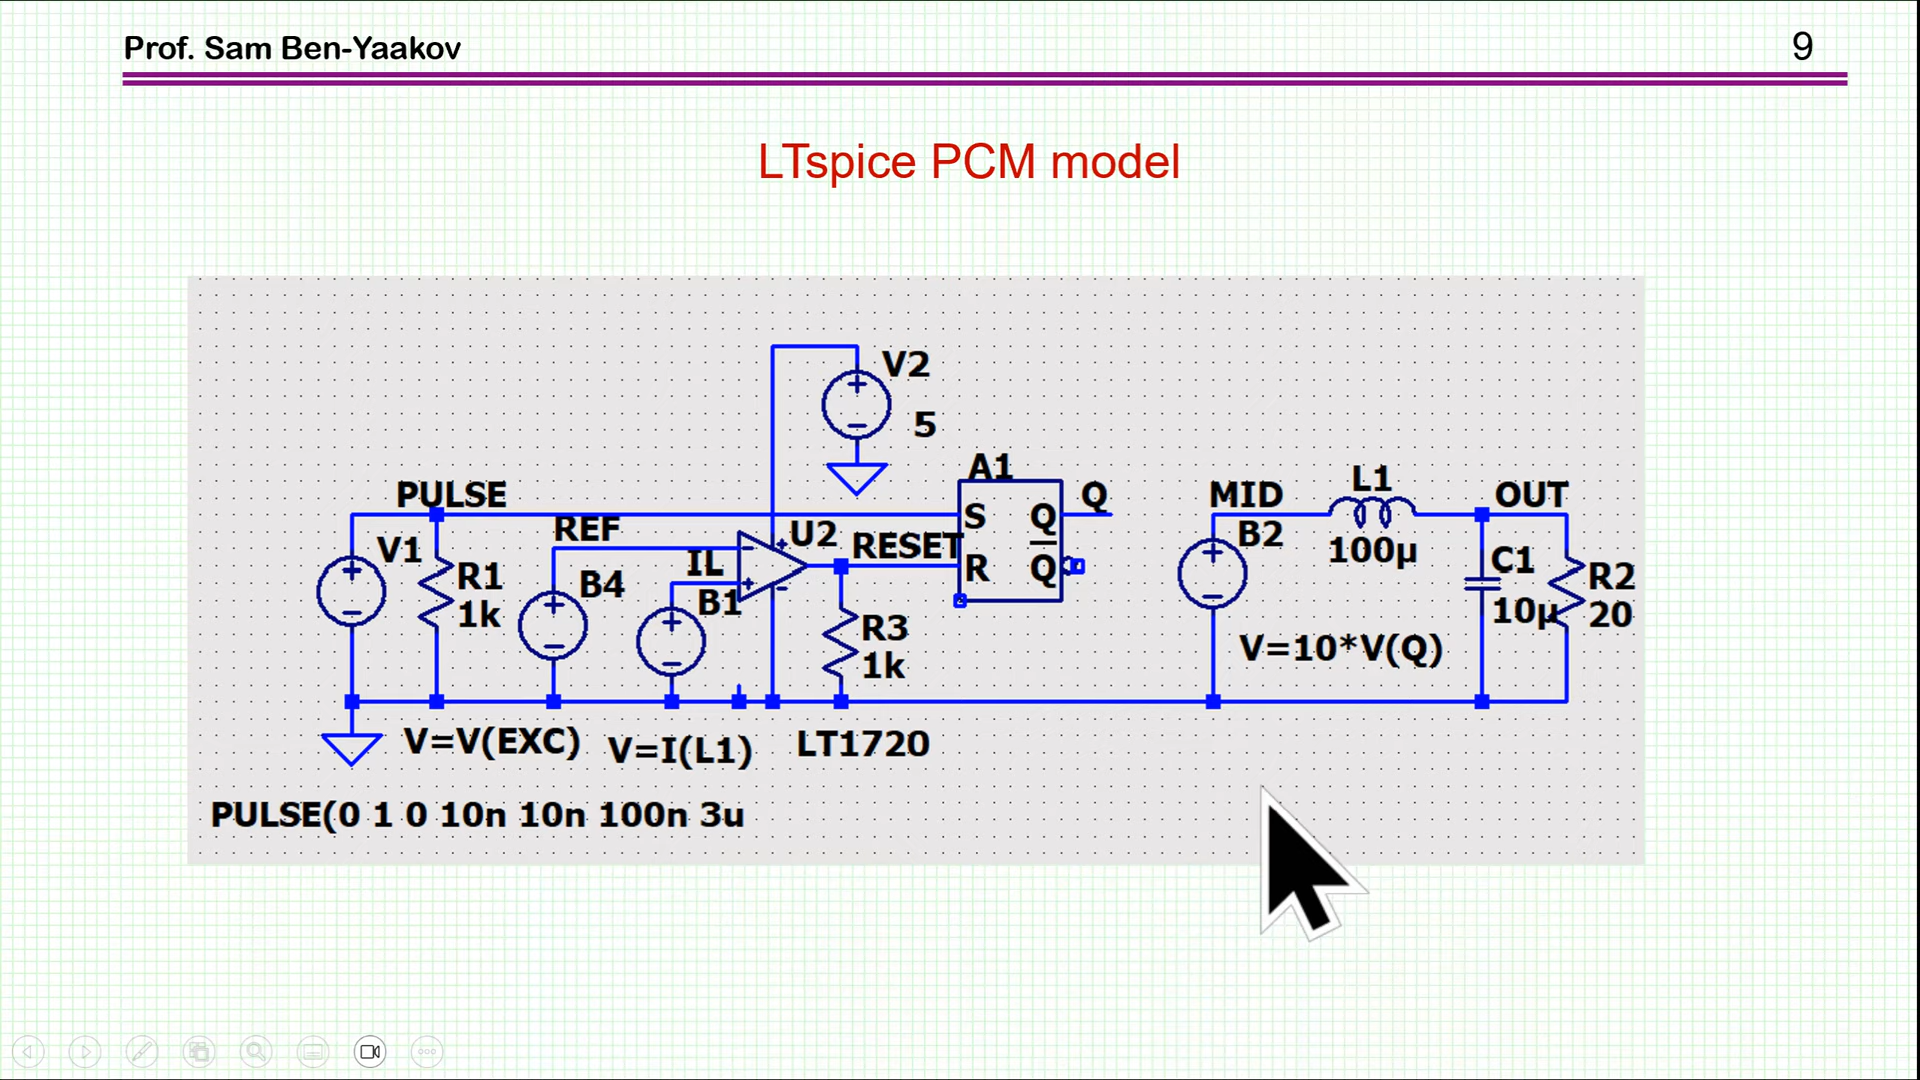 Prof. Sam Ben-Yaakov
9
LTspice PCM model
V2
5
A1
PULSE
S
Q
Q
REF
U2
V1
RESET
IL
R
Q
R1
1k
B4
B1
R3
1k
MID
B2
L1
100µ
OUT
C1
10µ
R2
20
V=10*V(Q)
V=V(EXC)
V=I(L1)
LT1720
PULSE(0 1 0 10n 10n 100n 3u